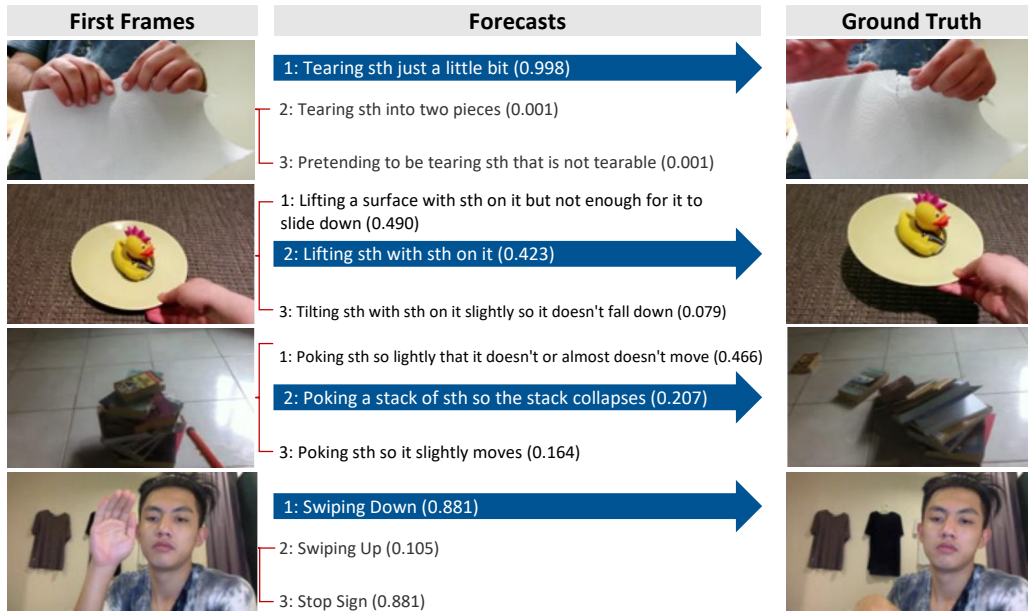 First Frames
Forecasts
Ground Truth
1: Tearing sth just a little bit (0.998)
2: Tearing sth into two pieces (0.001)
3: Pretending to be tearing sth that is not tearable (0.001)
1: Lifting a surface with sth on it but not enough for it to
slide down (0.490)
2: Lifting sth with sth on it (0.423)
3: Tilting sth with sth on it slightly so it doesn't fall down (0.079)
1: Poking sth so lightly that it doesn't or almost doesn't move (0.466)
2: Poking a stack of sth so the stack collapses (0.207)
3: Poking sth so it slightly moves (0.164)
1: Swiping Down (0.881)
2: Swiping Up (0.105)
3: Stop Sign (0.881)